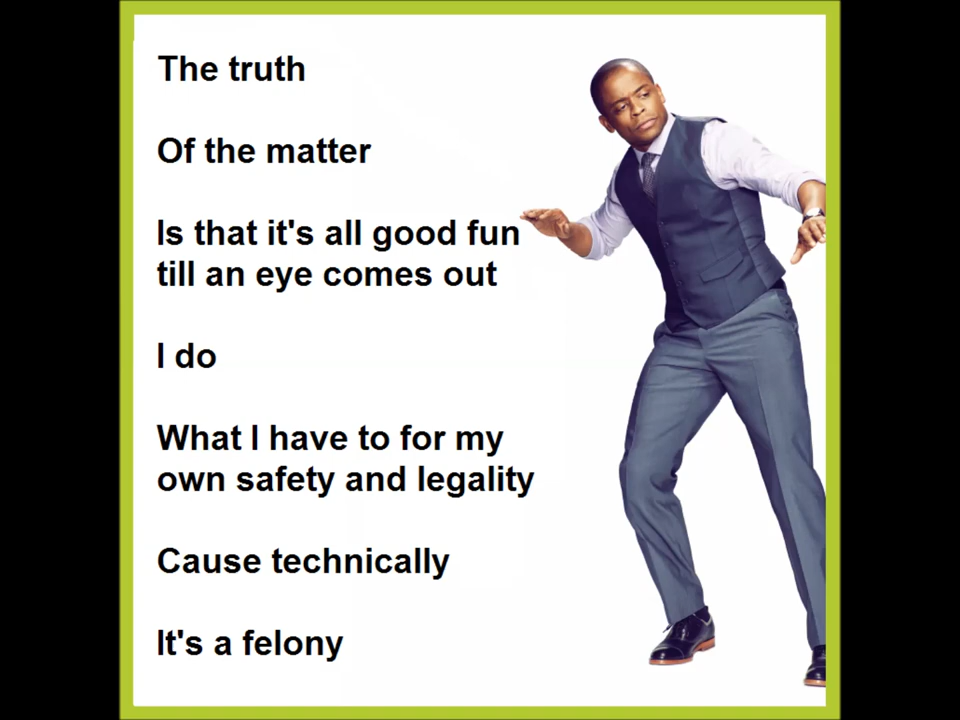 The truth
Of the matter
Is that it's all good fun
till an eye comes out
I do
What I have to for my
own safety and legality
Cause technically
It's a felony